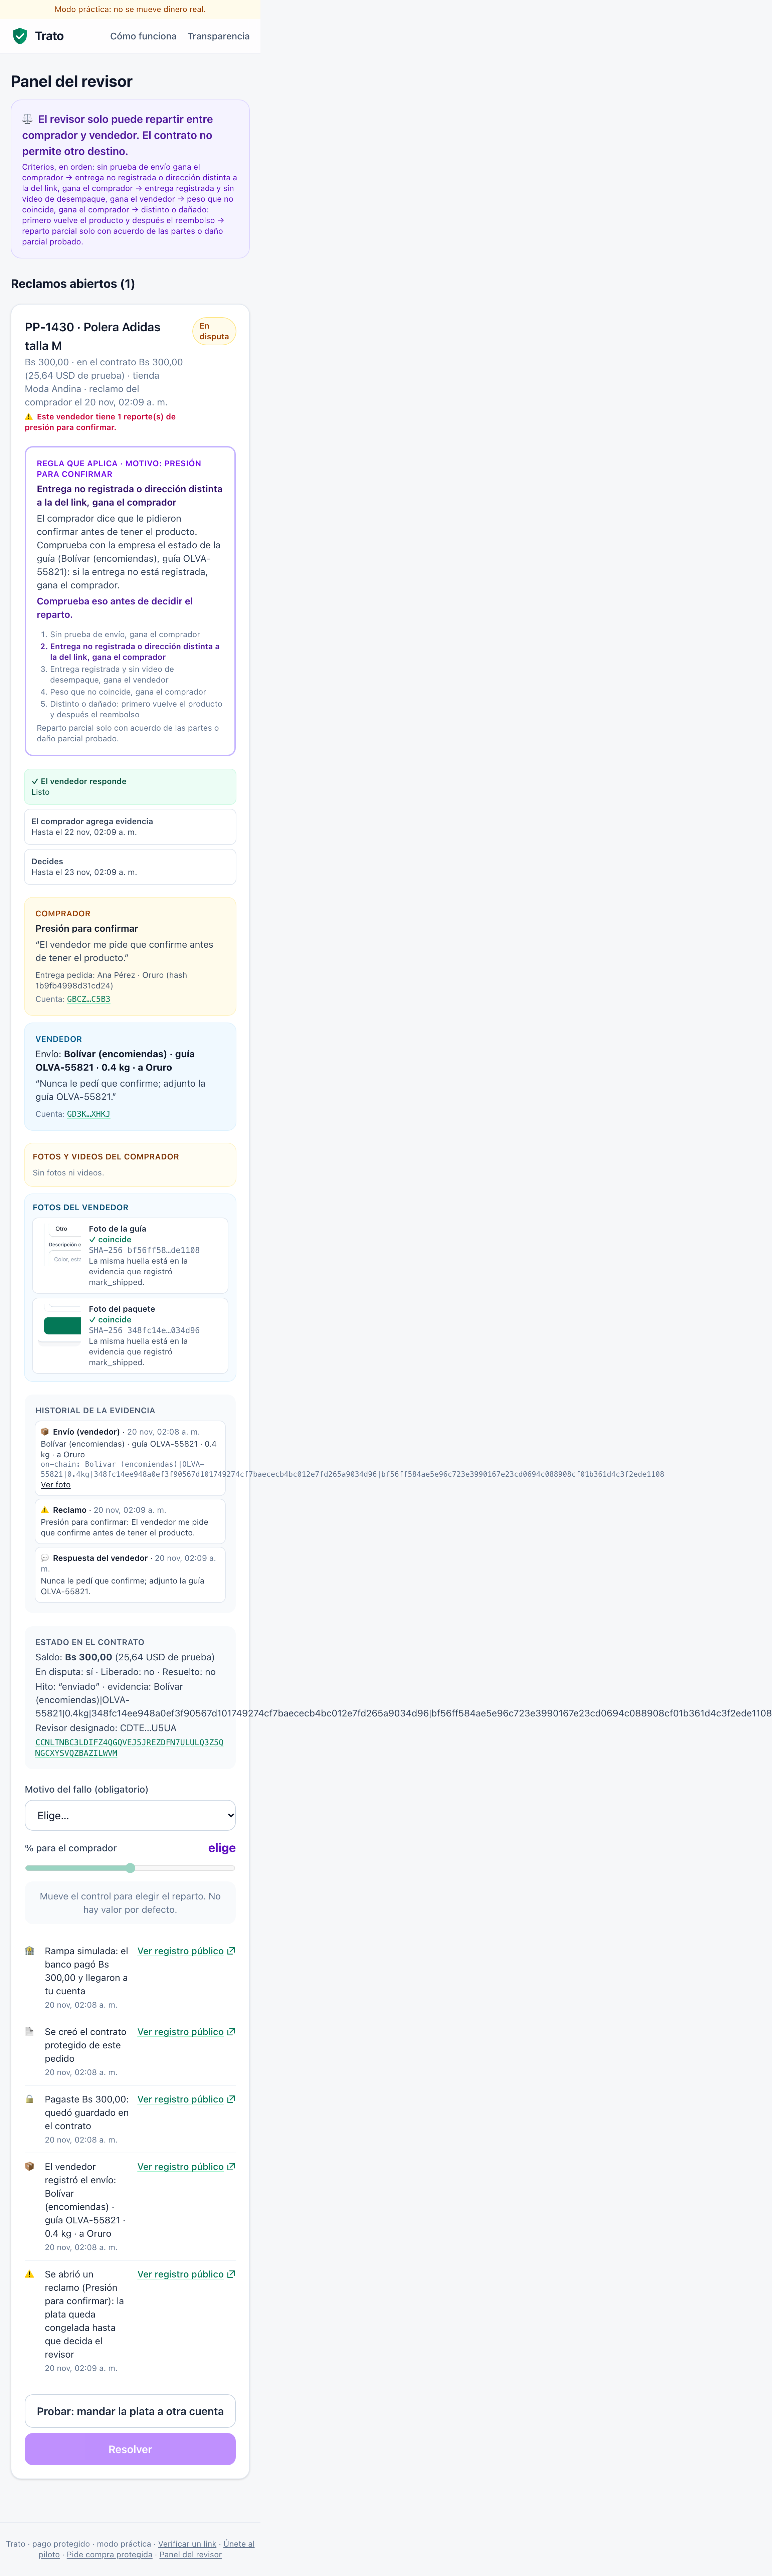 Modo práctica: no se mueve dinero real.
Trato
Cómo funciona
Transparencia
Panel del revisor
El revisor solo puede repartir entre
comprador y vendedor. El contrato no
permite otro destino.
Criterios, en orden: sin prueba de envío gana el
comprador → entrega no registrada o dirección distinta a
la del link, gana el comprador → entrega registrada y sin
video de desempaque, gana el vendedor → peso que no
coincide, gana el comprador → distinto o dañado:
primero vuelve el producto y después el reembolso →
reparto parcial solo con acuerdo de las partes o daño
parcial probado.
Reclamos abiertos (1)
PP-1430 · Polera Adidas
talla M
En
disputa
Bs 300,00 · en el contrato Bs 300,00
(25,64 USD de prueba) · tienda
Moda Andina · reclamo del
comprador el 20 nov, 02:09 a. m.
Este vendedor tiene 1 reporte(s) de
presión para confirmar.
REGLA QUE APLICA · MOTIVO: PRESIÓN
PARA CONFIRMAR
Entrega no registrada o dirección distinta
a la del link, gana el comprador
El comprador dice que le pidieron
confirmar antes de tener el producto.
Comprueba con la empresa el estado de la
guía (Bolívar (encomiendas), guía OLVA-
55821): si la entrega no está registrada,
gana el comprador.
Comprueba eso antes de decidir el
reparto.
1. Sin prueba de envío, gana el comprador
2. Entrega no registrada o dirección distinta a
la del link, gana el comprador
3. Entrega registrada y sin video de
desempaque, gana el vendedor
4. Peso que no coincide, gana el comprador
5. Distinto o dañado: primero vuelve el producto
y después el reembolso
Reparto parcial solo con acuerdo de las partes o
daño parcial probado.
✓ El vendedor responde
Listo
El comprador agrega evidencia
Hasta el 22 nov, 02:09 a. m.
Decides
Hasta el 23 nov, 02:09 a. m.
COMPRADOR
Presión para confirmar
“El vendedor me pide que confirme antes
de tener el producto.”
Entrega pedida: Ana Pérez · Oruro (hash
1b9fb4998d31cd24)
Cuenta: GBCZ…C5B3
VENDEDOR
Envío: Bolívar (encomiendas) · guía
OLVA-55821 · 0.4 kg · a Oruro
“Nunca le pedí que confirme; adjunto la
guía OLVA-55821.”
Cuenta: GD3K…XHKJ
FOTOS Y VIDEOS DEL COMPRADOR
Sin fotos ni videos.
FOTOS DEL VENDEDOR
Otro
Descripción c
Color, esta
Foto de la guía
✓ coincide
SHA-256 bf56ff58…de1108
La misma huella está en la
evidencia que registró
mark_shipped.
Foto del paquete
✓ coincide
SHA-256 348fc14e…034d96
La misma huella está en la
evidencia que registró
mark_shipped.
HISTORIAL DE LA EVIDENCIA
Envío (vendedor) · 20 nov, 02:08 a. m.
Bolívar (encomiendas) · guía OLVA-55821 · 0.4
kg · a Oruro
on-chain: Bolívar (encomiendas)|OLVA-
55821|0.4kg|348fc14ee948a0ef3f90567d101749274cf7baececb4bc012e7fd265a9034d96|bf56ff584ae5e96c723e3990167e23cd0694c088908cf01b361d4c3f2ede1108
Ver foto
Reclamo · 20 nov, 02:09 a. m.
Presión para confirmar: El vendedor me pide
que confirme antes de tener el producto.
Respuesta del vendedor · 20 nov, 02:09 a.
m.
Nunca le pedí que confirme; adjunto la guía
OLVA-55821.
ESTADO EN EL CONTRATO
Saldo: Bs 300,00 (25,64 USD de prueba)
En disputa: sí · Liberado: no · Resuelto: no
Hito: “enviado” · evidencia: Bolívar
(encomiendas)|OLVA-
55821|0.4kg|348fc14ee948a0ef3f90567d101749274cf7baececb4bc012e7fd265a9034d96|bf56ff584ae5e96c723e3990167e23cd0694c088908cf01b361d4c3f2ede1108
Revisor designado: CDTE…U5UA
CCNLTNBC3LDIFZ4QGQVEJ5JREZDFN7ULULQ3Z5Q
NGCXYSVQZBAZILWVM
Motivo del fallo (obligatorio)
Elige…
% para el comprador
elige
Mueve el control para elegir el reparto. No
hay valor por defecto.
Rampa simulada: el
banco pagó Bs
300,00 y llegaron a
tu cuenta
20 nov, 02:08 a. m.
Ver registro público
Se creó el contrato
protegido de este
pedido
20 nov, 02:08 a. m.
Ver registro público
Pagaste Bs 300,00:
quedó guardado en
el contrato
20 nov, 02:08 a. m.
Ver registro público
El vendedor
registró el envío:
Bolívar
(encomiendas) ·
guía OLVA-55821 ·
0.4 kg · a Oruro
20 nov, 02:08 a. m.
Ver registro público
Se abrió un
reclamo (Presión
para confirmar): la
plata queda
congelada hasta
que decida el
revisor
20 nov, 02:09 a. m.
Ver registro público
Probar: mandar la plata a otra cuenta
Resolver
Trato · pago protegido · modo práctica · Verificar un link · Únete al
piloto · Pide compra protegida · Panel del revisor